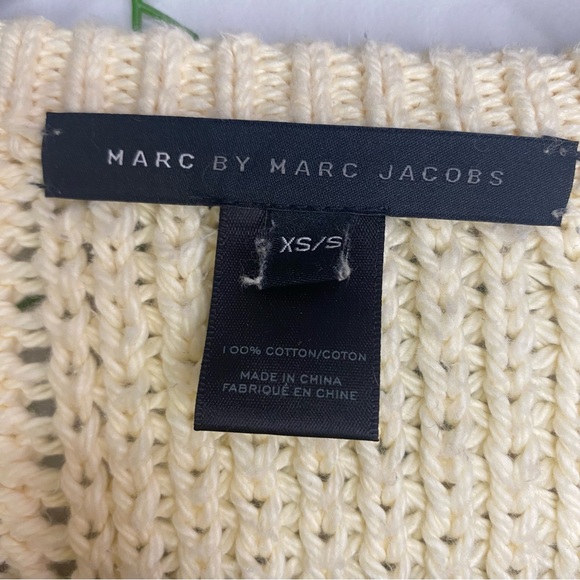 MARC BY MARC JACOBS
XS/S
100% COTTON/COTON
MADE IN CHINA
FABRIQUÉ EN CHINE